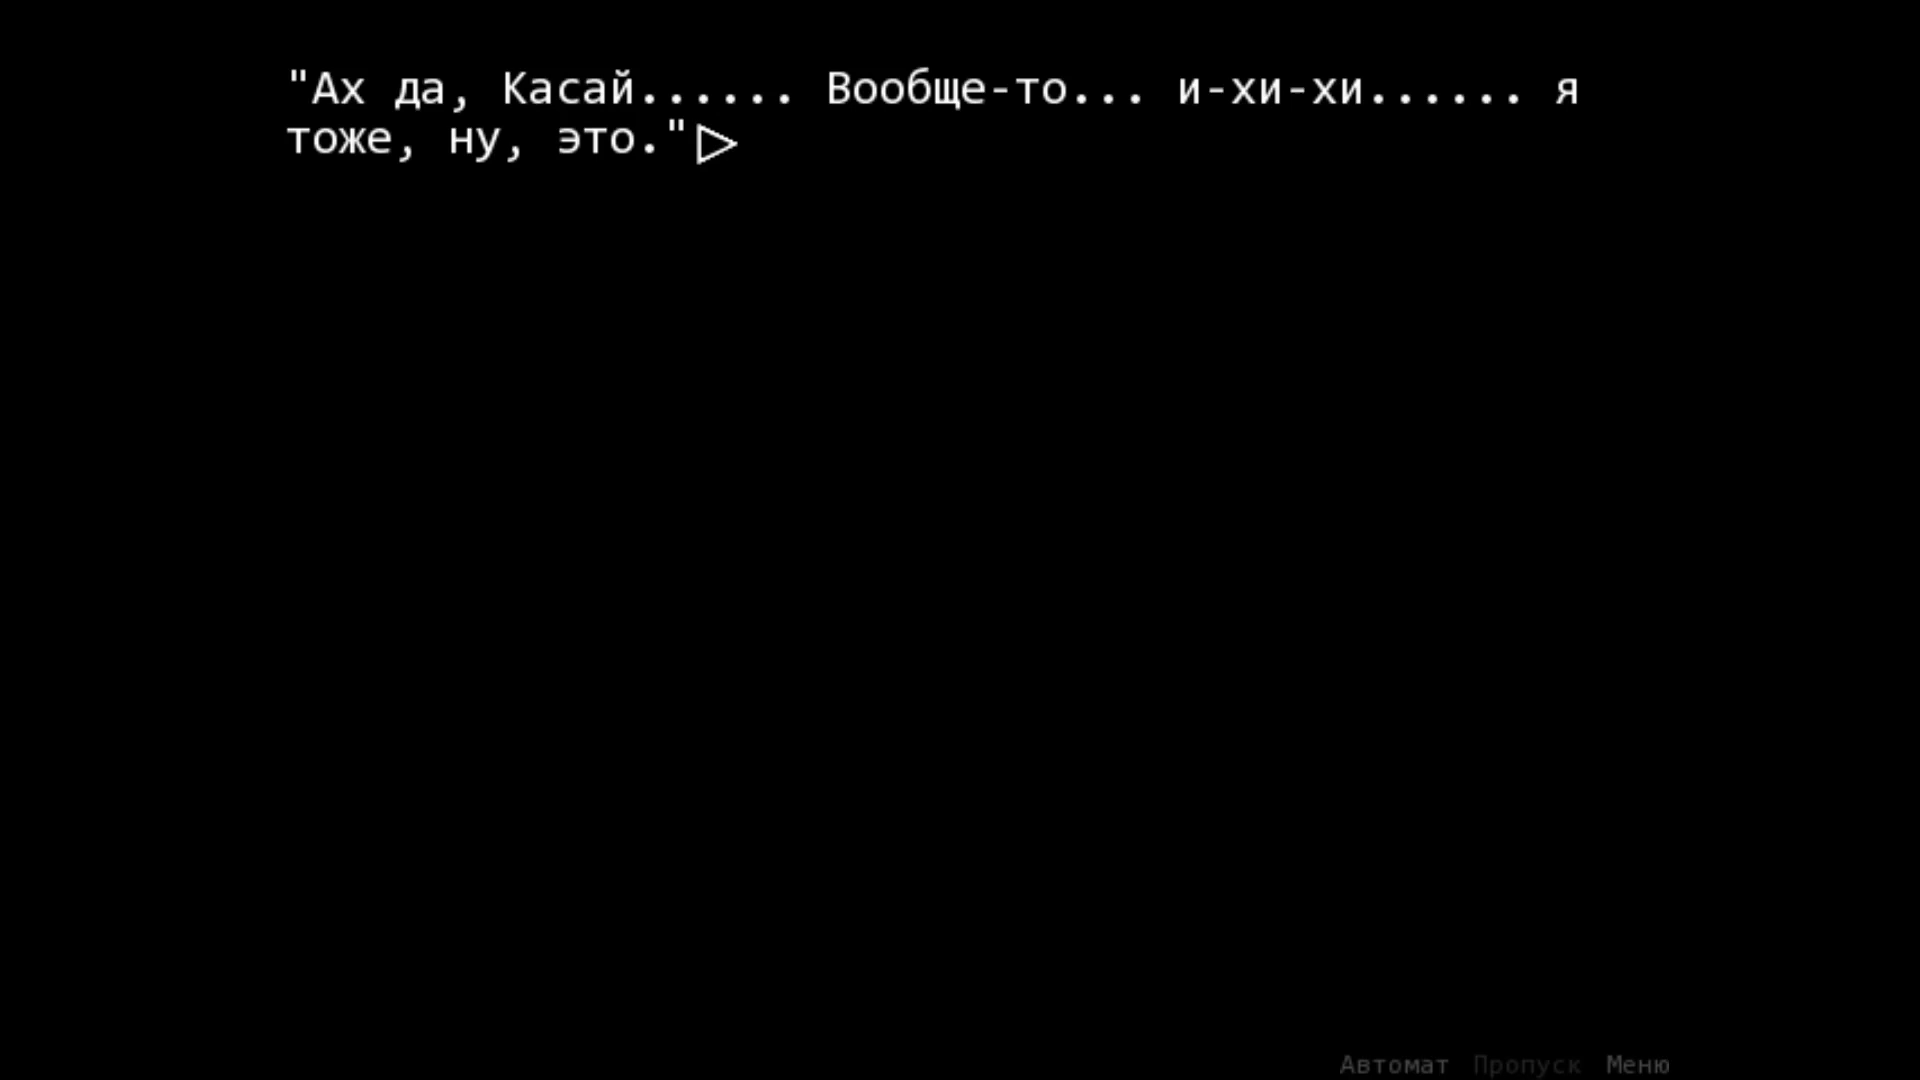 "Ах да, Касай...... Вообще-то... и-хи-хи...... я
тоже, ну, это."
Автомат Пропуск Меню